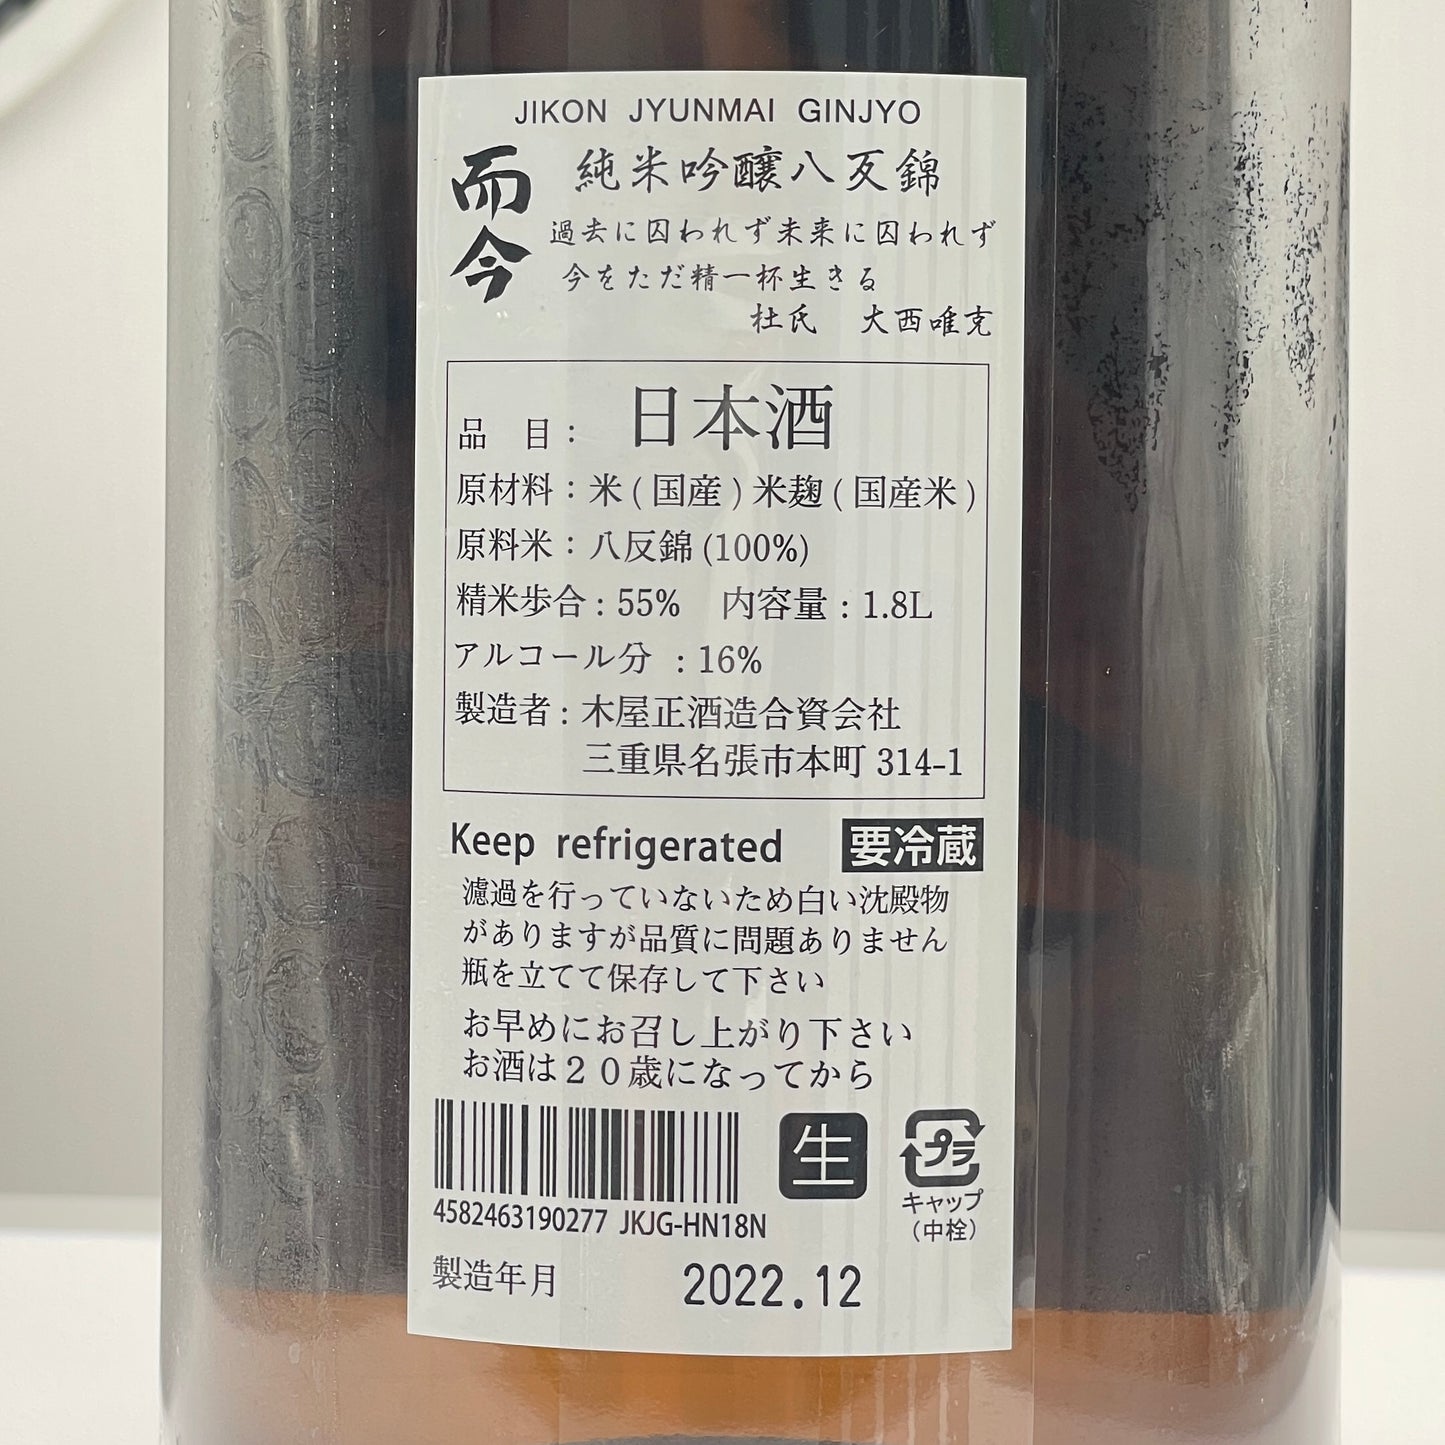 JIKON JYUNMAI GINJYO
而今
純米吟醸八反錦
過去に囚われず未来に囚われず
今をただ精一杯生きる
杜氏 大西唯克
品 目： 日本酒
原材料：米(国産)米麹(国産米)
原料米：八反錦(100%)
精米歩合：55% 内容量：1.8L
アルコール分 ：16%
製造者：木屋正酒造合資会社
三重県名張市本町 314-1
Keep refrigerated 要冷蔵
濾過を行っていないため白い沈殿物
がありますが品質に問題ありません
瓶を立てて保存して下さい
お早めにお召し上がり下さい
お酒は２０歳になってから
生
プラ
キャップ
(中栓)
4582463190277 JKJG-HN18N
製造年月 2022.12